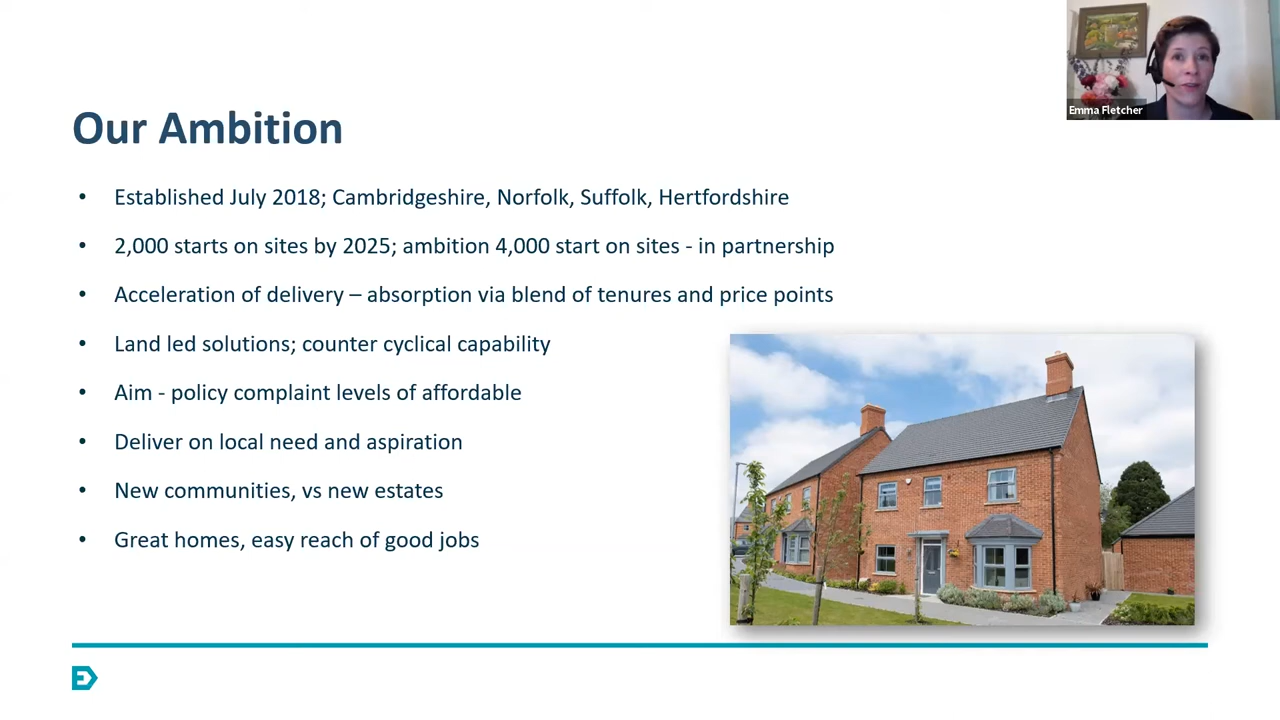 Emma Fletcher
Our Ambition
• Established July 2018; Cambridgeshire, Norfolk, Suffolk, Hertfordshire
• 2,000 starts on sites by 2025; ambition 4,000 start on sites - in partnership
• Acceleration of delivery – absorption via blend of tenures and price points
• Land led solutions; counter cyclical capability
• Aim - policy complaint levels of affordable
• Deliver on local need and aspiration
• New communities, vs new estates
• Great homes, easy reach of good jobs